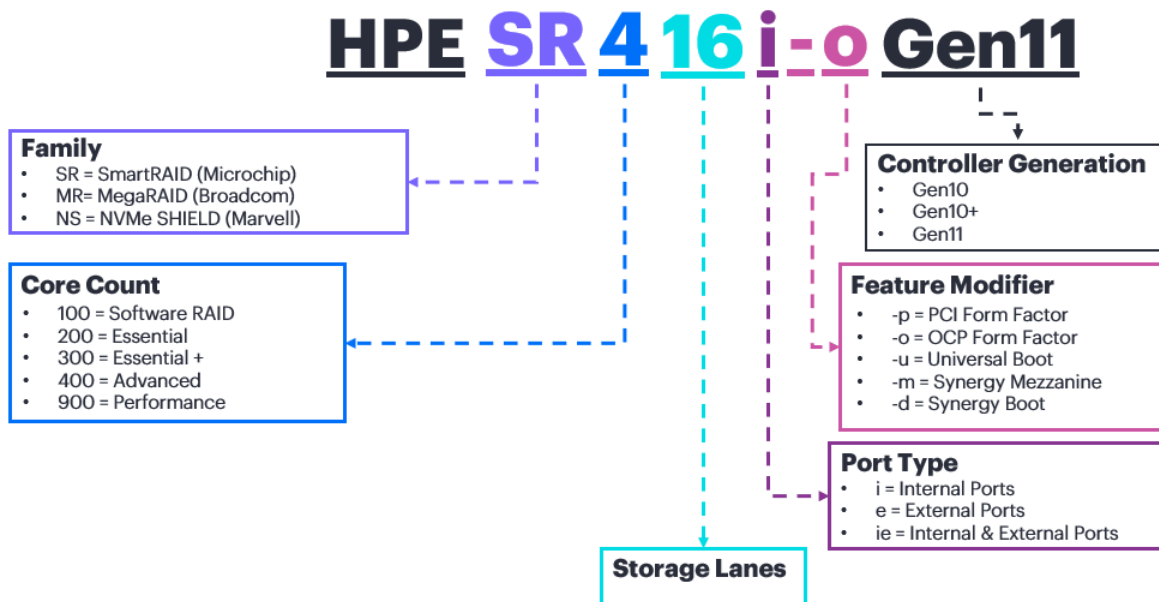 HPE SR 4 16 i-o Gen11
Family
• SR = SmartRAID (Microchip)
• MR= MegaRAID (Broadcom)
• NS = NVMe SHIELD (Marvell)
Core Count
• 100 = Software RAID
• 200 = Essential
• 300 = Essential +
• 400 = Advanced
• 900 = Performance
Controller Generation
• Gen10
• Gen10+
• Gen11
Feature Modifier
• -p = PCI Form Factor
• -o = OCP Form Factor
• -u = Universal Boot
• -m = Synergy Mezzanine
• -d = Synergy Boot
Port Type
• i = Internal Ports
• e = External Ports
• ie = Internal & External Ports
Storage Lanes